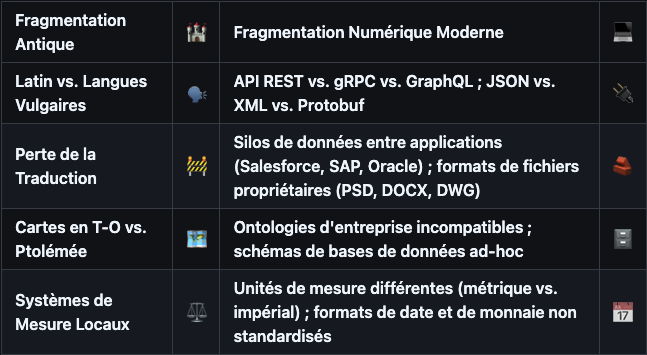 Fragmentation
Antique
Fragmentation Numérique Moderne
Latin vs. Langues
Vulgaires
API REST vs. gRPC vs. GraphQL ; JSON vs.
XML vs. Protobuf
Perte de la
Traduction
Silos de données entre applications
(Salesforce, SAP, Oracle) ; formats de fichiers
propriétaires (PSD, DOCX, DWG)
Cartes en T-O vs.
Ptolémée
Ontologies d'entreprise incompatibles ;
schémas de bases de données ad-hoc
Systèmes de
Mesure Locaux
Unités de mesure différentes (métrique vs.
impérial) ; formats de date et de monnaie non
standardisés
17